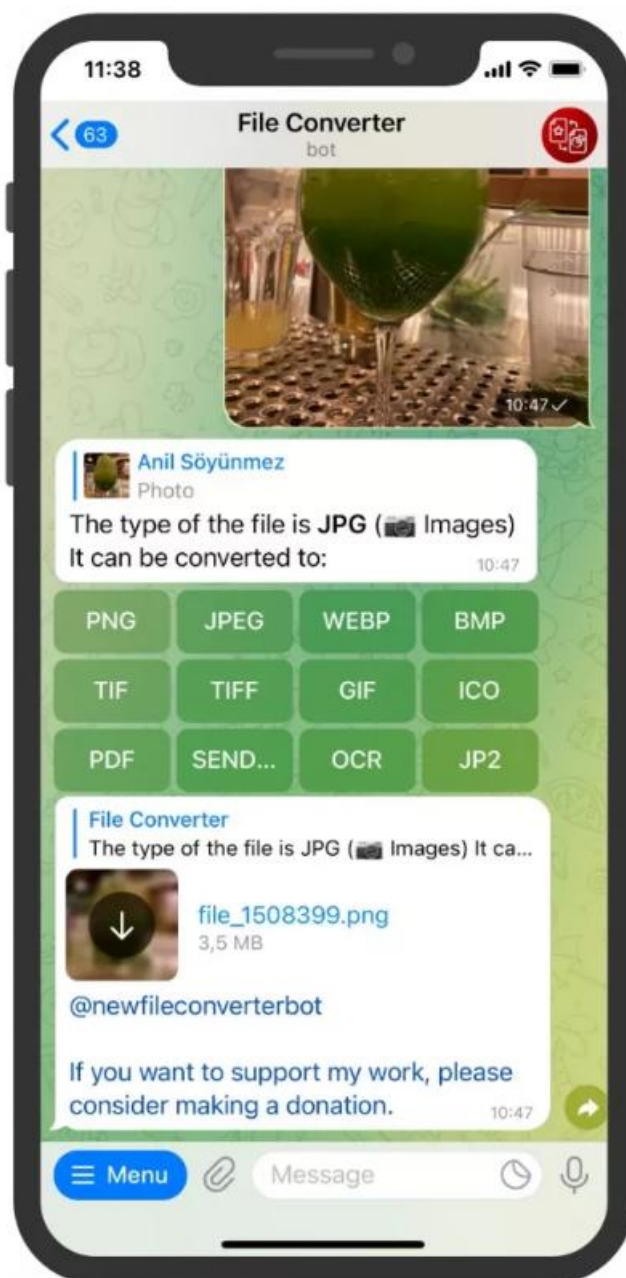 11:38
63
File Converter
bot
10:47
Anil Söyünmez
Photo
The type of the file is JPG (📷 Images)
It can be converted to:
10:47
PNG JPEG WEBP BMP
TIF TIFF GIF ICO
PDF SEND... OCR JP2
File Converter
The type of the file is JPG (📷 Images) It ca...
file_1508399.png
3,5 MB
@newfileconverterbot
If you want to support my work, please
consider making a donation.
10:47
Menu
Message